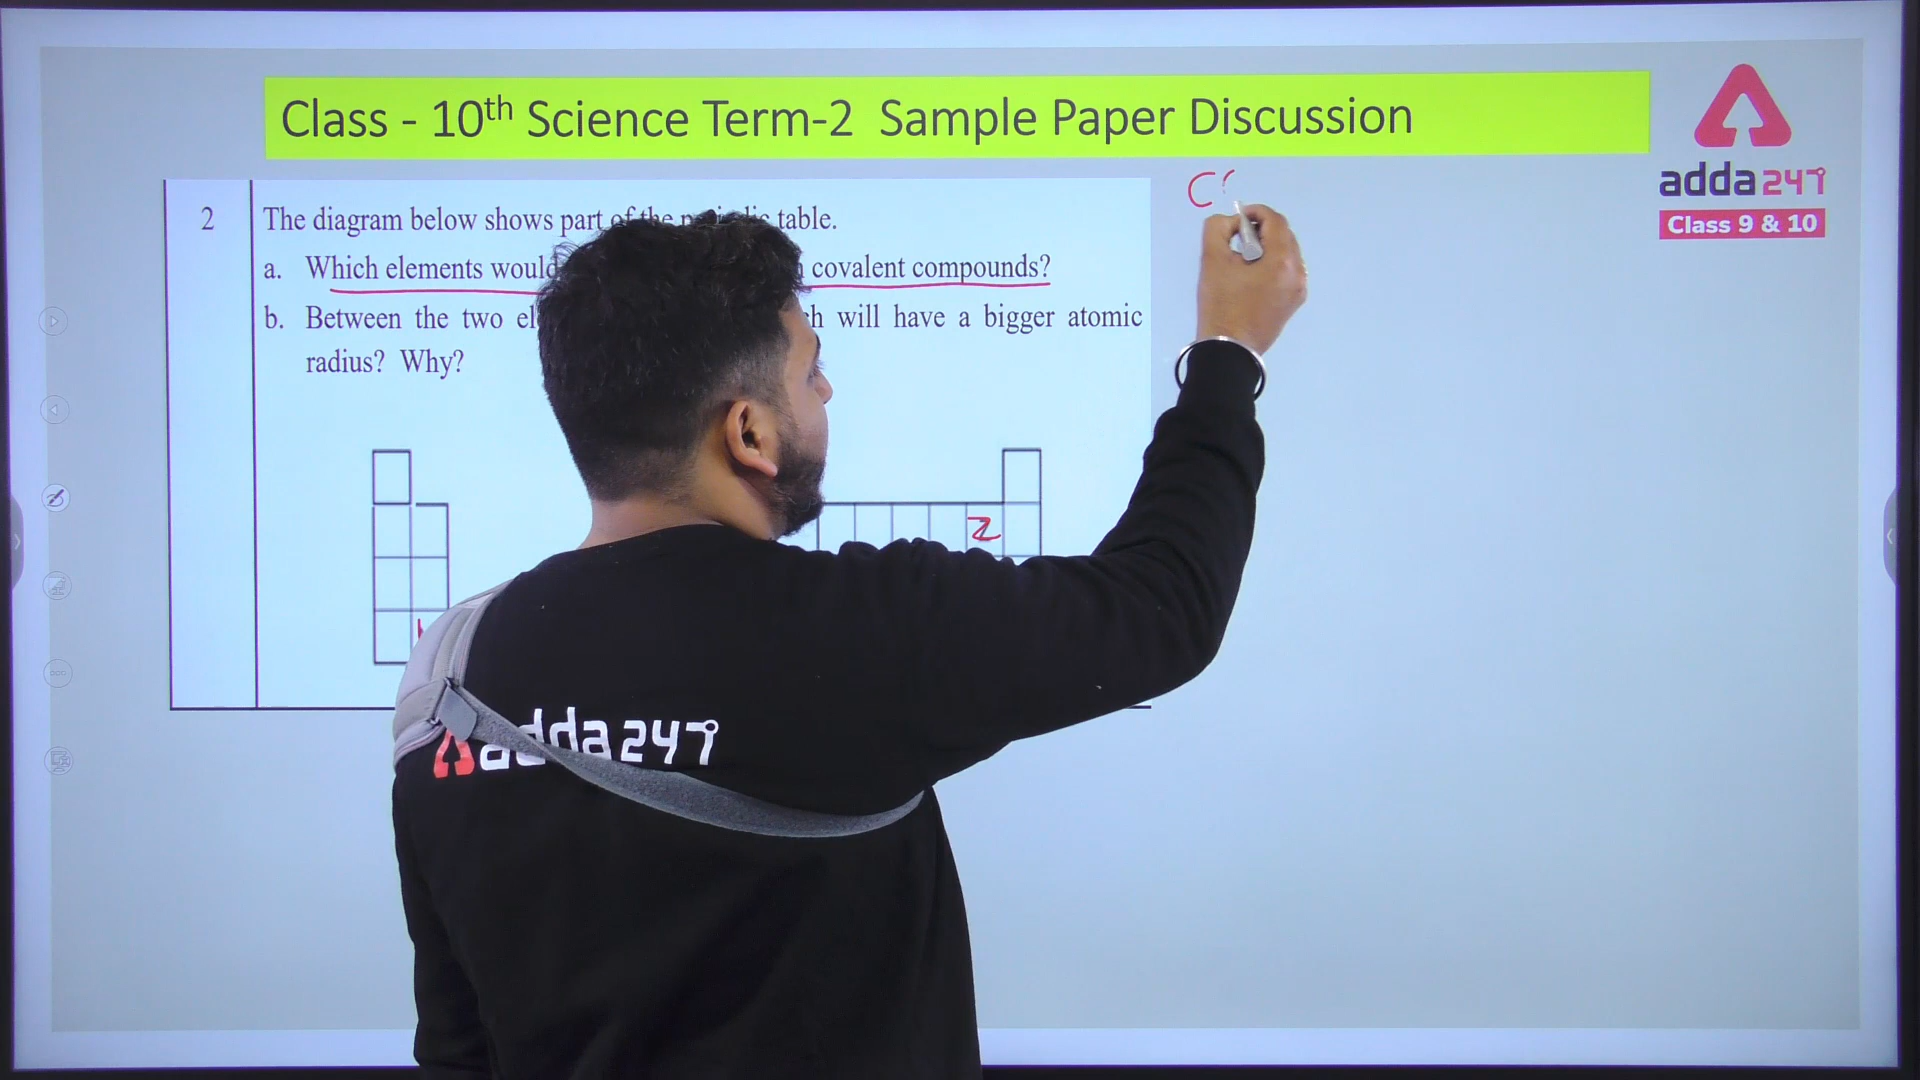 Class - 10th Science Term-2 Sample Paper Discussion
adda247
Class 9 & 10
2
The diagram below shows part of the table.
a. Which elements would covalent compounds?
b. Between the two will have a bigger atomic
radius? Why?
Z
adda247